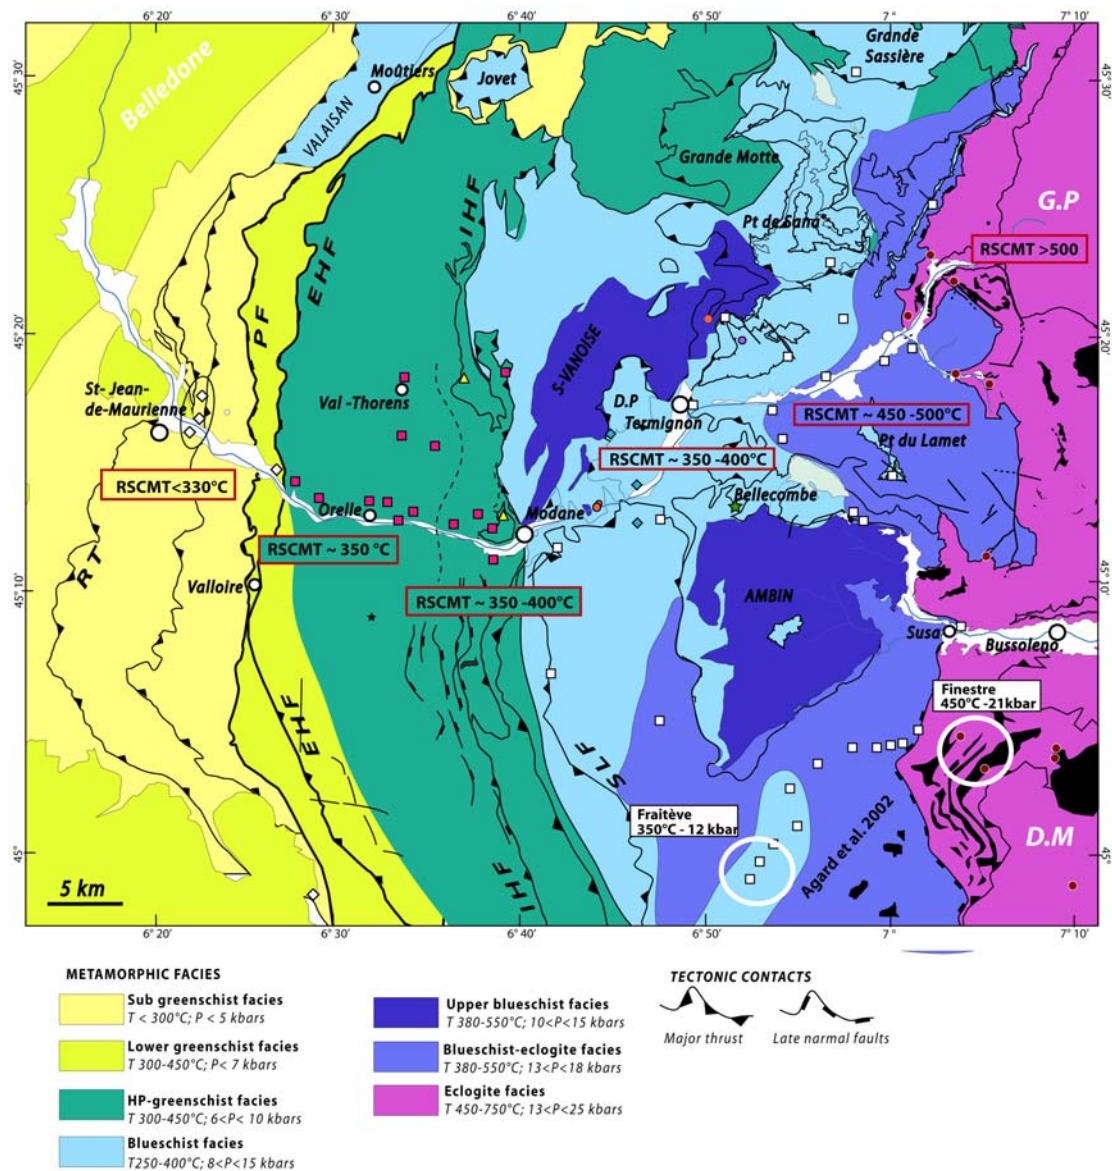 6° 20
6° 30
6° 40
6° 50
7°
7° 10
45° 30
45° 30
Belledone
Moûtiers
VALAISAN
Jovet
Grande
Sassière
Grande Motte
Pt de Sana
G.P
RSCMT >500
EHF
IHF
PF
45° 20
45° 20
S-VANOISE
St- Jean-
de-Maurienne
Val -Thorens
D.P
Termignon
RSCMT ~ 450 -500°C
Pt du Lamet
RSCMT ~ 350 -400°C
RSCMT<330°C
Bellecombe
Orelle
Modane
RSCMT ~ 350 °C
RT
Valloire
RSCMT ~ 350 -400°C
AMBIN
45° 10
45° 10
Susa
Bussoleno
Finestre
450°C -21kbar
EHF
SLF
Fraitève
350°C - 12 kbar
Agard et al. 2002
D.M
45°
45°
5 km
IHF
6° 20
6° 30
6° 40
6° 50
7°
7° 10
METAMORPHIC FACIES
Sub greenschist facies
T < 300°C; P < 5 kbars
Lower greenschist facies
T 300-450°C; P< 7 kbars
HP-greenschist facies
T 300-450°C; 6<P< 10 kbars
Blueschist facies
T250-400°C; 8<P<15 kbars
Upper blueschist facies
T 380-550°C; 10<P<15 kbars
Blueschist-eclogite facies
T 380-550°C; 13<P<18 kbars
Eclogite facies
T 450-750°C; 13<P<25 kbars
TECTONIC CONTACTS
Major thrust
Late narmal faults